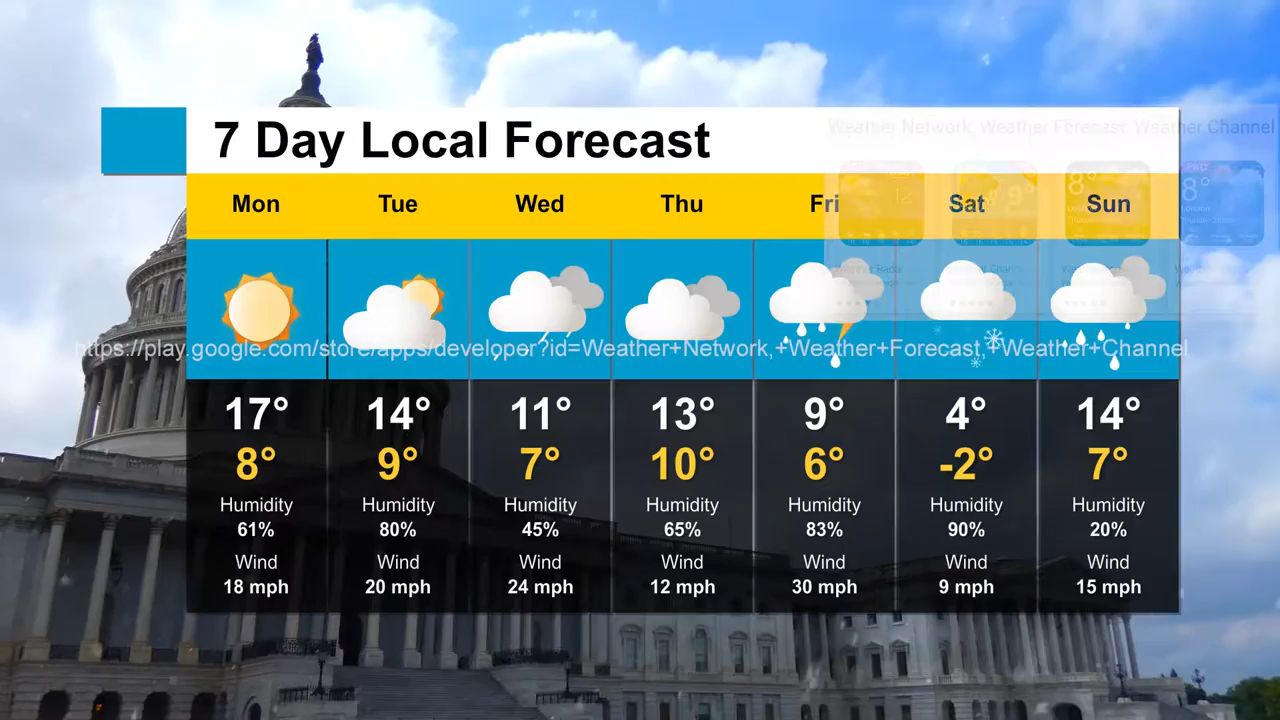 7 Day Local Forecast
Weather Network, Weather Forecast, Weather Channel
Mon Tue Wed Thu Fri Sat Sun
https://play.google.com/store/apps/developer?id=Weather+Network,+Weather+Forecast,+Weather+Channel
17° 14° 11° 13° 9° 4° 14°
8° 9° 7° 10° 6° -2° 7°
Humidity Humidity Humidity Humidity Humidity Humidity Humidity
61% 80% 45% 65% 83% 90% 20%
Wind Wind Wind Wind Wind Wind Wind
18 mph 20 mph 24 mph 12 mph 30 mph 9 mph 15 mph